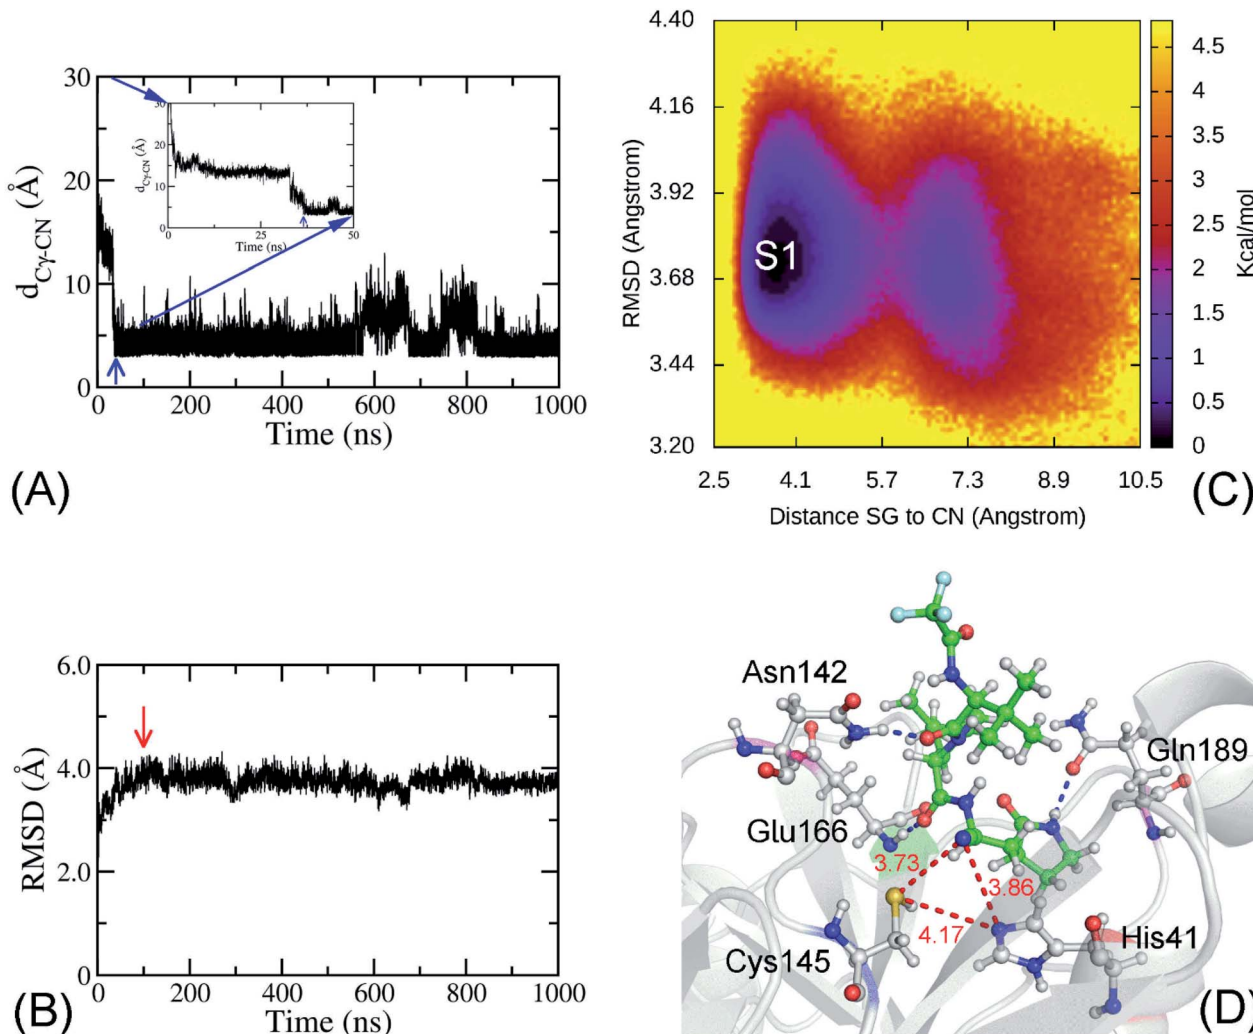 (A)
30
20
10
0
d_Cγ-CN (Å)
0 200 400 600 800 1000
Time (ns)
30
20
10
0
d_Cγ-CN (Å)
0 25 50
Time (ns)
4.40
4.16
3.92
3.68
3.44
3.20
RMSD (Angstrom)
S1
2.5 4.1 5.7 7.3 8.9 10.5
Distance SG to CN (Angstrom)
4.5
4
3.5
3
2.5
2
1.5
1
0.5
0
Kcal/mol
(C)
6.0
4.0
2.0
0
RMSD (Å)
0 200 400 600 800 1000
Time (ns)
(B)
Asn142
Gln189
Glu166
3.73
3.86
4.17
Cys145
His41
(D)